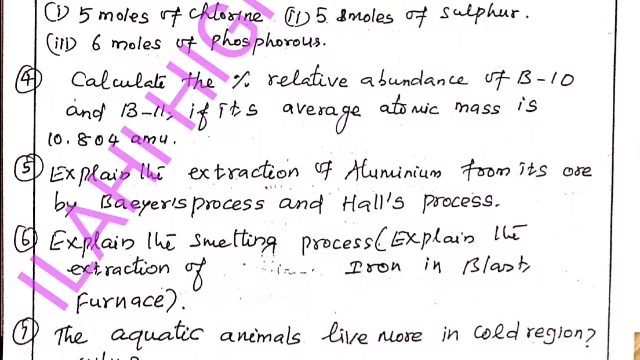 (i) 5 moles of chlorine (ii) 5 moles of sulphur.
(iii) 6 moles of Phosphorous.
④ Calculate the % relative abundance of B-10
and B-11, if its average atomic mass is
10.804 amu.
⑤ Explain the extraction of Aluminium from its ore
by Baeyer's process and Hall's process.
⑥ Explain the smelting process (Explain the
extraction of Iron in Blast
Furnace).
⑦ The aquatic animals live more in cold region?
ILAHI HIGH